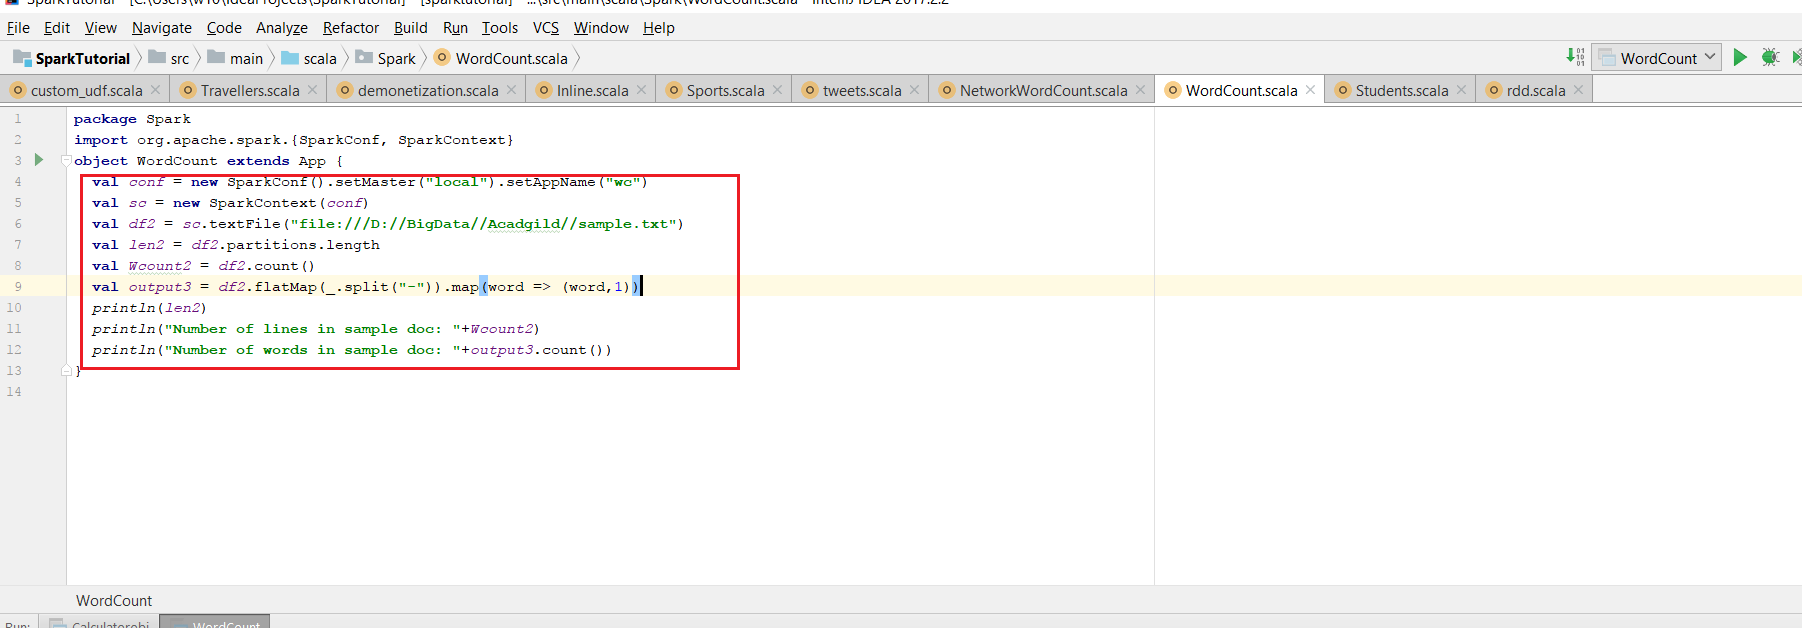 SparkTutorial - [C:\Users\w10\IdeaProjects\SparkTutorial] - [sparktutorial] - ...\src\main\scala\Spark\WordCount.scala - IntelliJ IDEA 2017.2.2
File Edit View Navigate Code Analyze Refactor Build Run Tools VCS Window Help
SparkTutorial src main scala Spark WordCount.scala WordCount
custom_udf.scala Travellers.scala demonetization.scala Inline.scala Sports.scala tweets.scala NetworkWordCount.scala WordCount.scala Students.scala rdd.scala
1 package Spark
2 import org.apache.spark.{SparkConf, SparkContext}
3 object WordCount extends App {
4 val conf = new SparkConf().setMaster("local").setAppName("wc")
5 val sc = new SparkContext(conf)
6 val df2 = sc.textFile("file:///D://BigData//Acadgild//sample.txt")
7 val len2 = df2.partitions.length
8 val Wcount2 = df2.count()
9 val output3 = df2.flatMap(_.split("-")).map(word => (word,1))
10 println(len2)
11 println("Number of lines in sample doc: "+Wcount2)
12 println("Number of words in sample doc: "+output3.count())
13 }
14
WordCount
Run: Calculatorobj WordCount